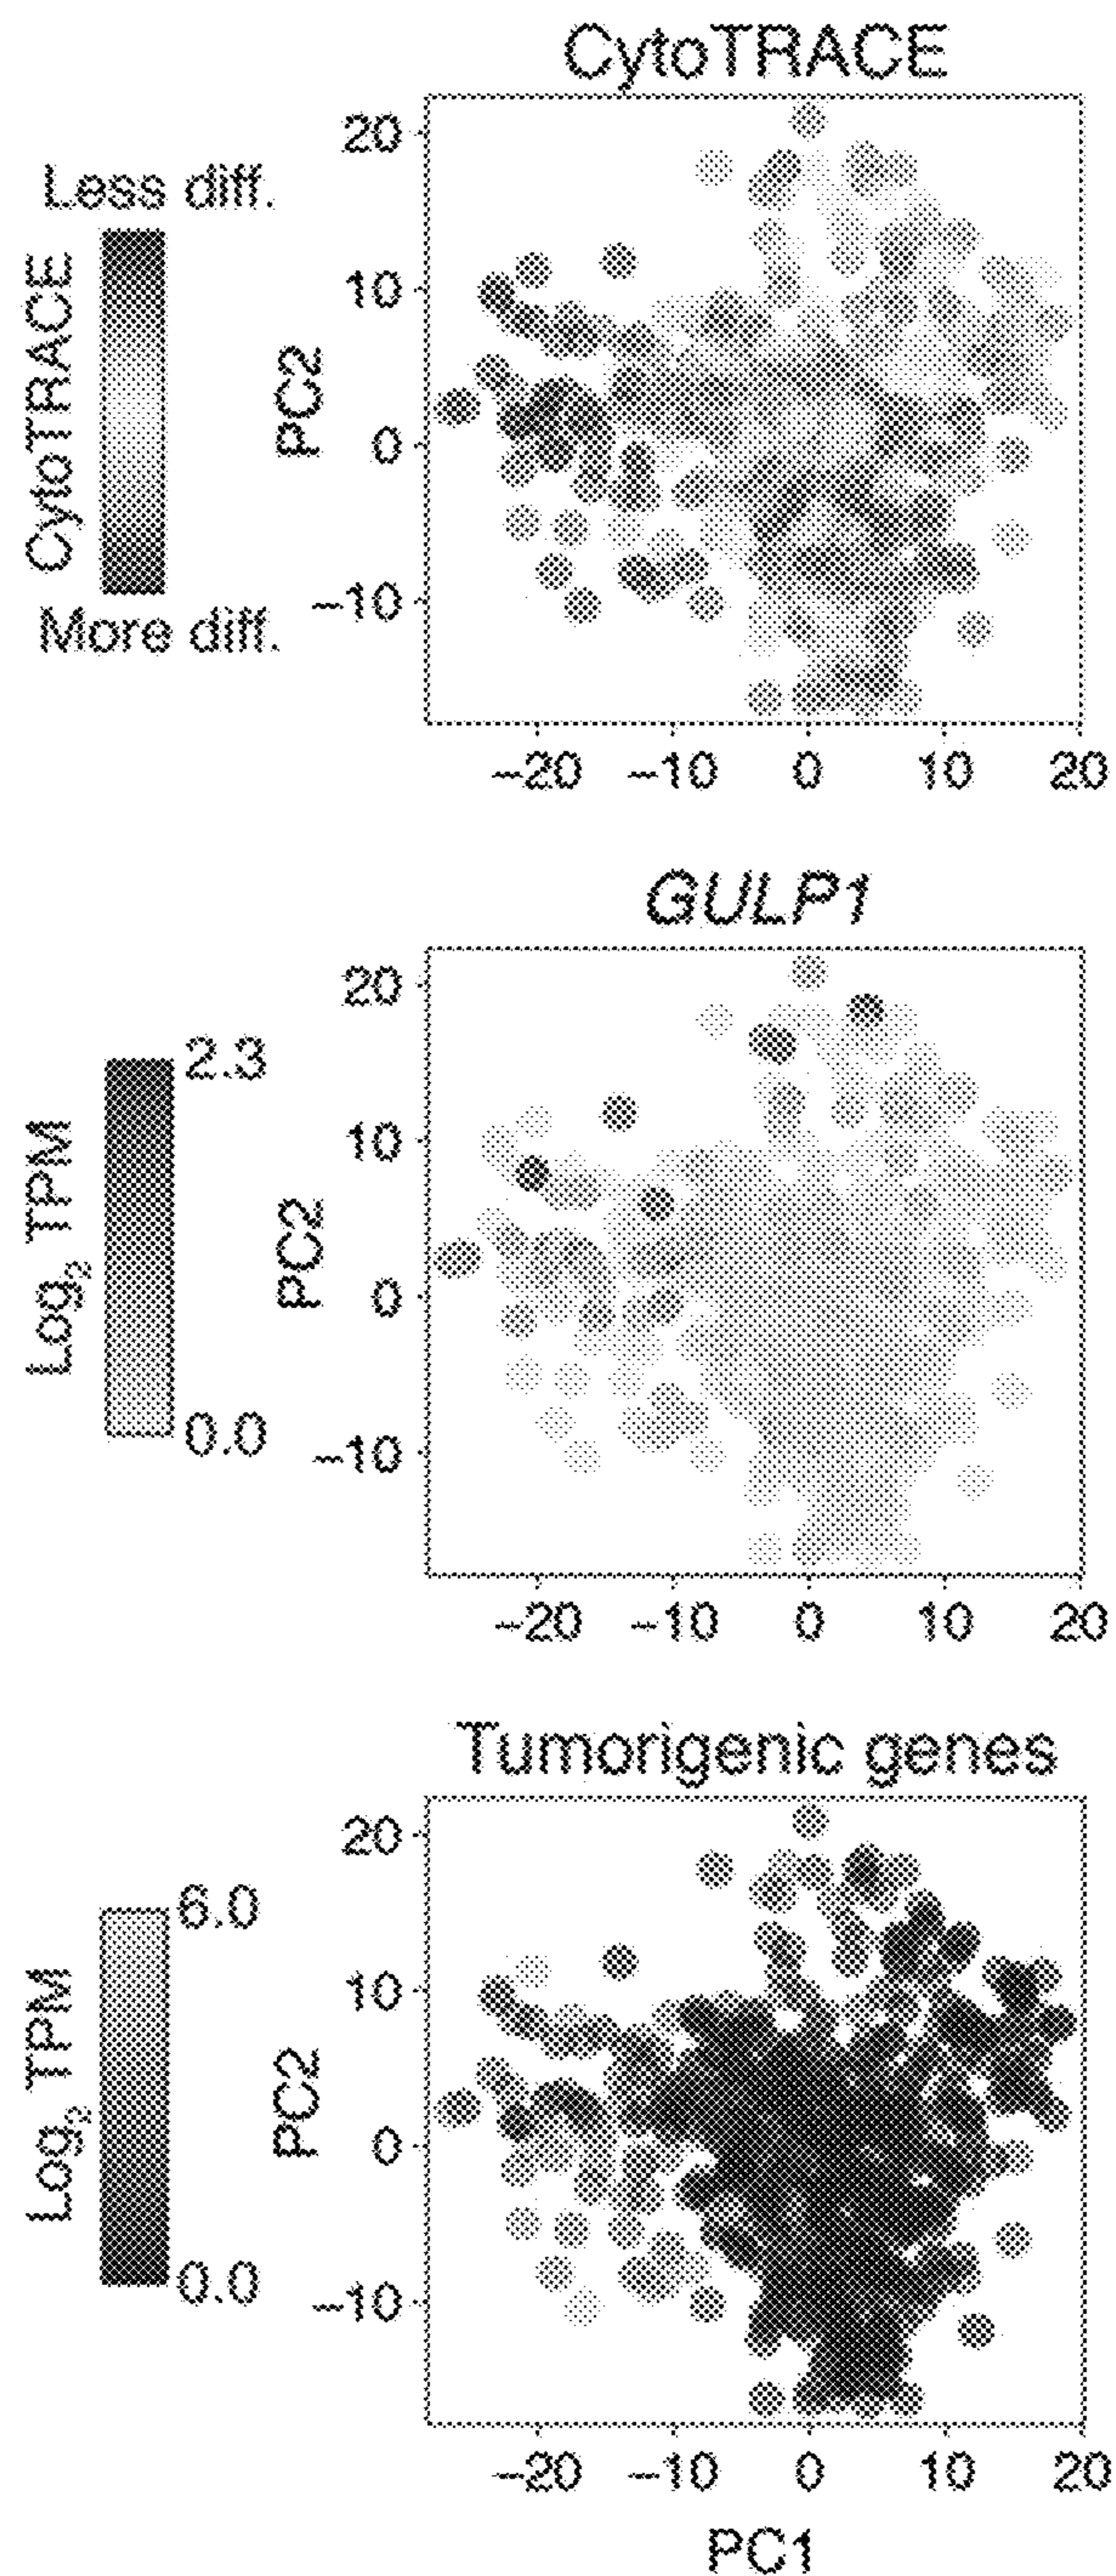 CytoTRACE
Less diff.
CytoTRACE
More diff.
PC2
20
10
0
–10
–20 –10 0 10 20
GULP1
2.3
Log2 TPM
0.0
PC2
20
10
0
–10
–20 –10 0 10 20
Tumorigenic genes
6.0
Log2 TPM
0.0
PC2
20
10
0
–10
–20 –10 0 10 20
PC1